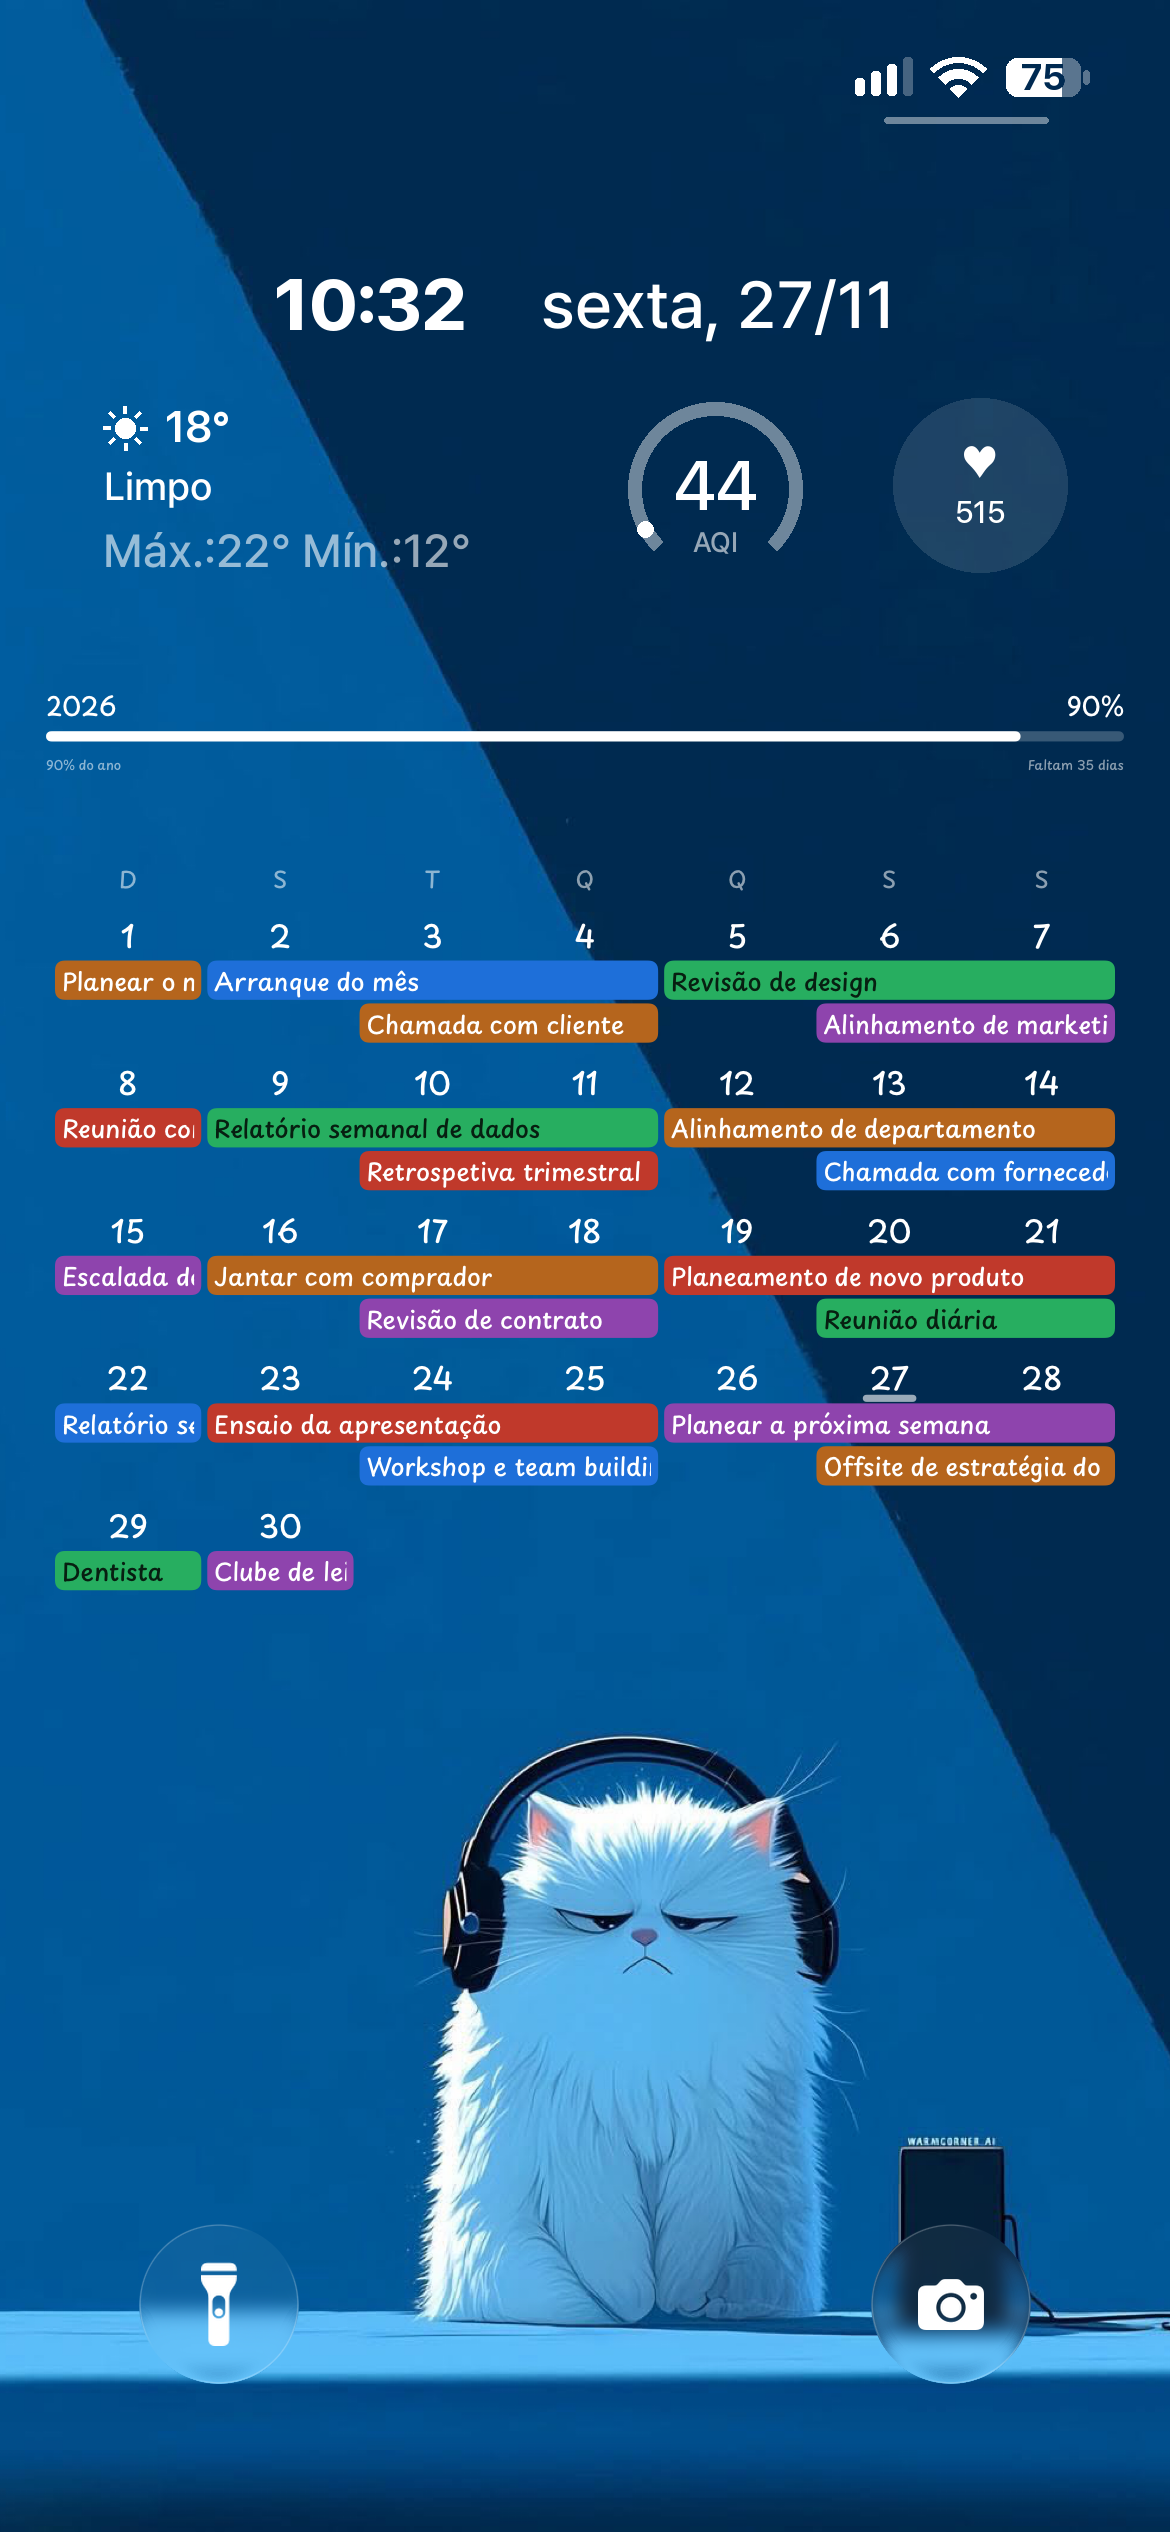 75
10:32 sexta, 27/11
18°
Limpo
Máx.:22° Mín.:12°
44
AQI
515
2026 90%
90% do ano Faltam 35 dias
D S T Q Q S S
1 2 3 4 5 6 7
Planear o Arranque do mês Revisão de design
Chamada com cliente Alinhamento de marketi
8 9 10 11 12 13 14
Reunião Relatório semanal de dados Alinhamento de departamento
Retrospetiva trimestral Chamada com forneced
15 16 17 18 19 20 21
Escalada Jantar com comprador Planeamento de novo produto
Revisão de contrato Reunião diária
22 23 24 25 26 27 28
Relatório Ensaio da apresentação Planear a próxima semana
Workshop e team buildi Offsite de estratégia do
29 30
Dentista Clube de lei
WARMCORNER.AI